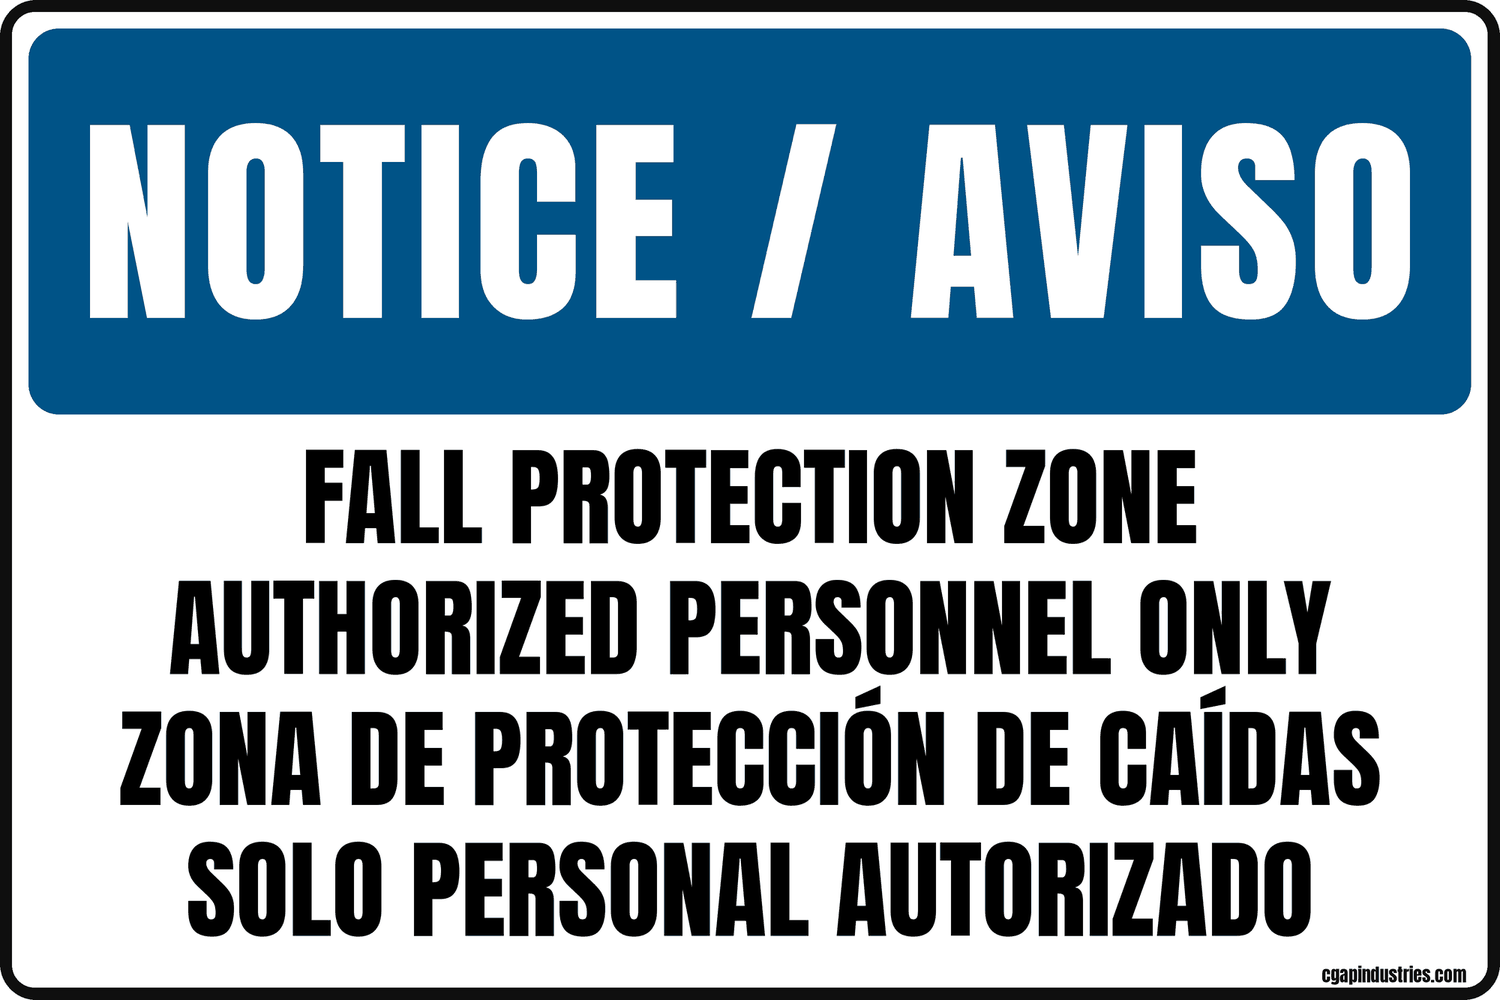 NOTICE / AVISO
FALL PROTECTION ZONE
AUTHORIZED PERSONNEL ONLY
ZONA DE PROTECCIÓN DE CAÍDAS
SOLO PERSONAL AUTORIZADO
cgapindustries.com